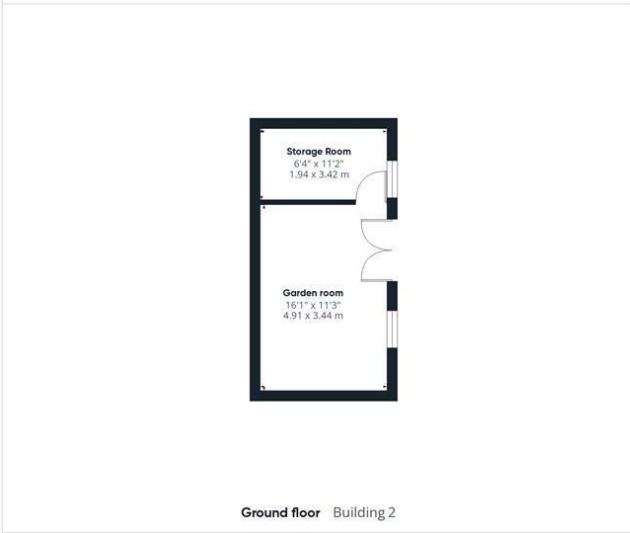 Storage Room
6'4" x 11'2"
1.94 x 3.42 m
Garden room
16'1" x 11'3"
4.91 x 3.44 m
Ground floor Building 2